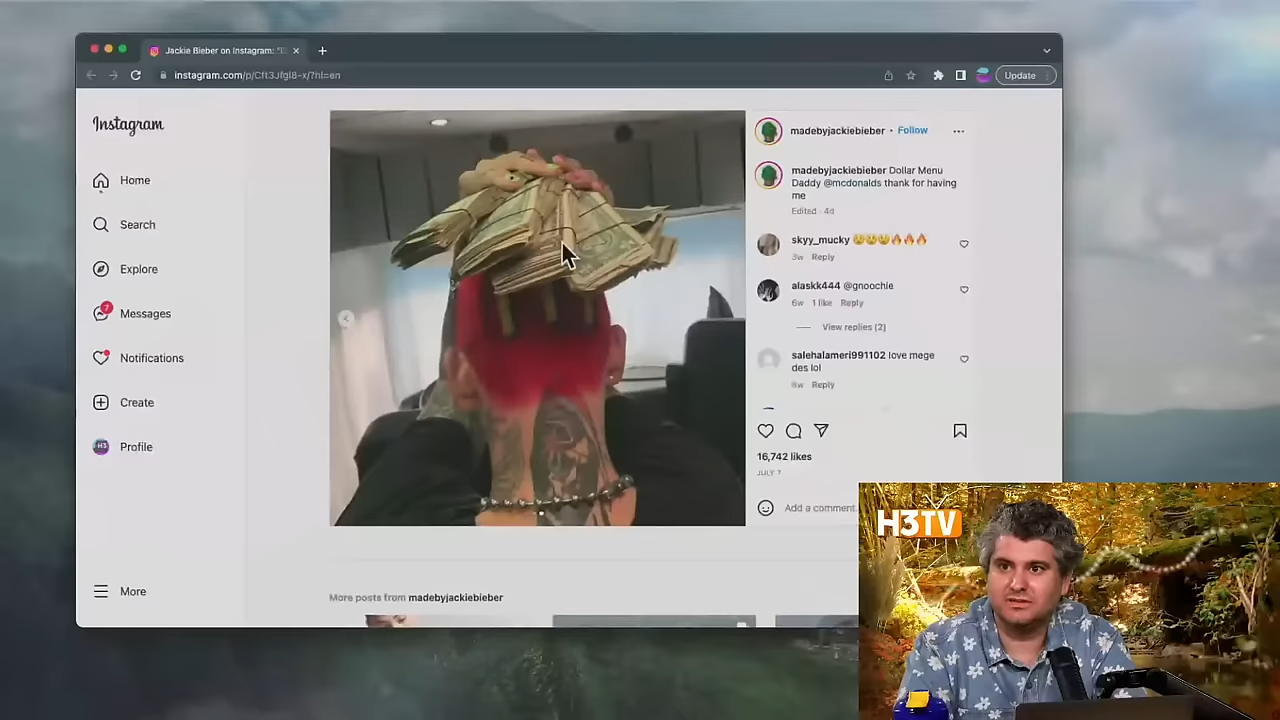 Jackie Bieber on Instagram: "D
instagram.com/p/Cft3Jfgl8-x/?hl=en
Update
Instagram
Home
Search
Explore
7
Messages
Notifications
Create
H3
Profile
More
madebyjackiebieber • Follow
madebyjackiebieber Dollar Menu
Daddy @mcdonalds thank for having
me
Edited · 4d
skyy_mucky
3w Reply
alaskk444 @gnoochie
6w 1 like Reply
View replies (2)
salehalameri991102 love mege
des lol
8w Reply
16,742 likes
JULY 7
Add a comment
More posts from madebyjackiebieber
H3TV